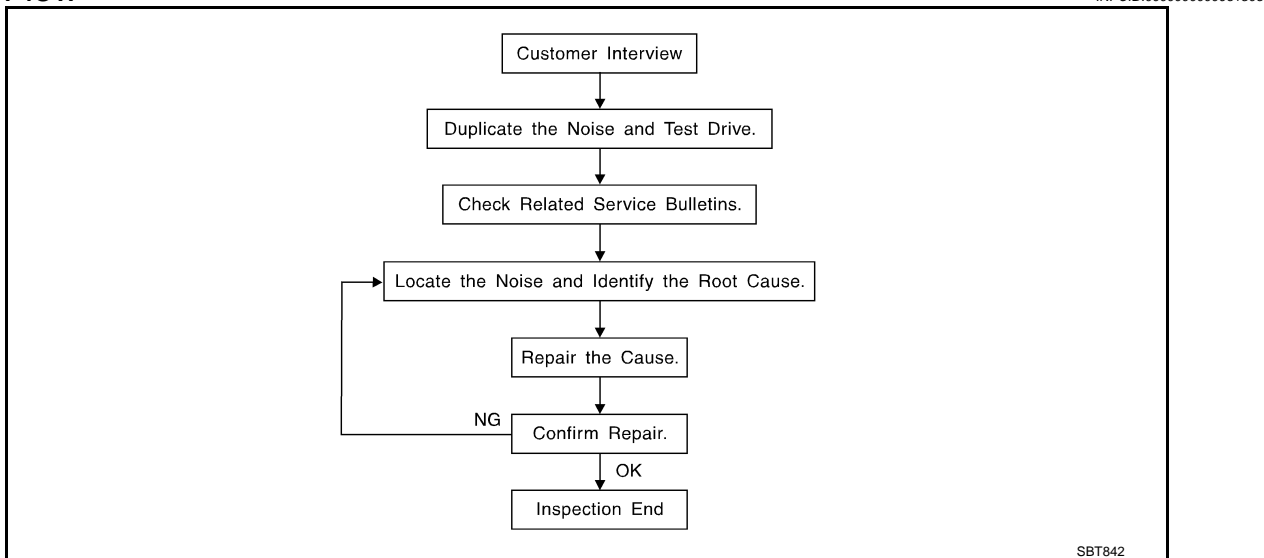 Customer Interview
Duplicate the Noise and Test Drive.
Check Related Service Bulletins.
Locate the Noise and Identify the Root Cause.
Repair the Cause.
NG
Confirm Repair.
OK
Inspection End
SBT842